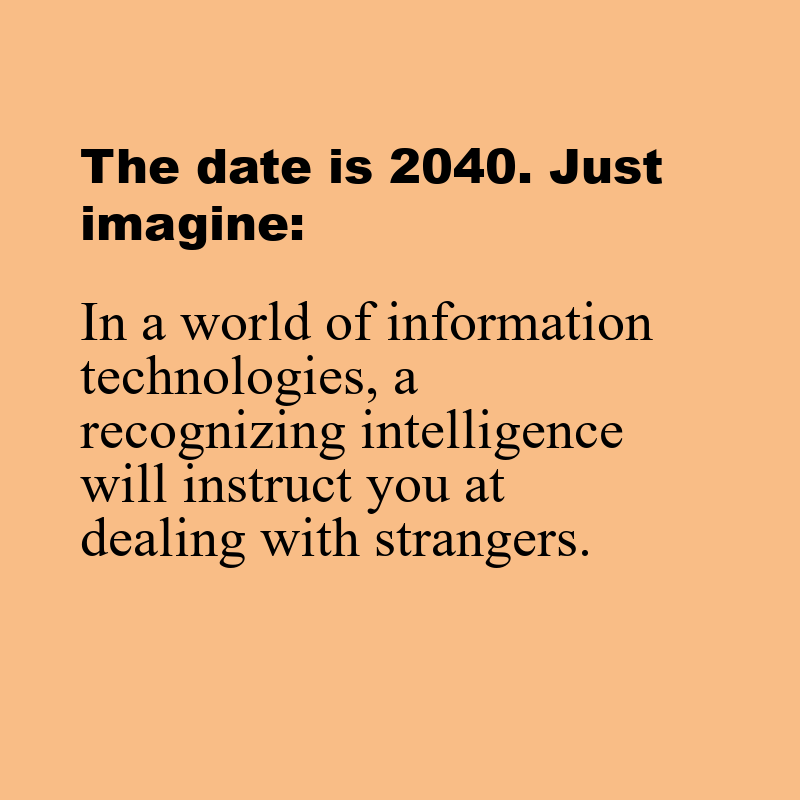 The date is 2040. Just
imagine:
In a world of information
technologies, a
recognizing intelligence
will instruct you at
dealing with strangers.